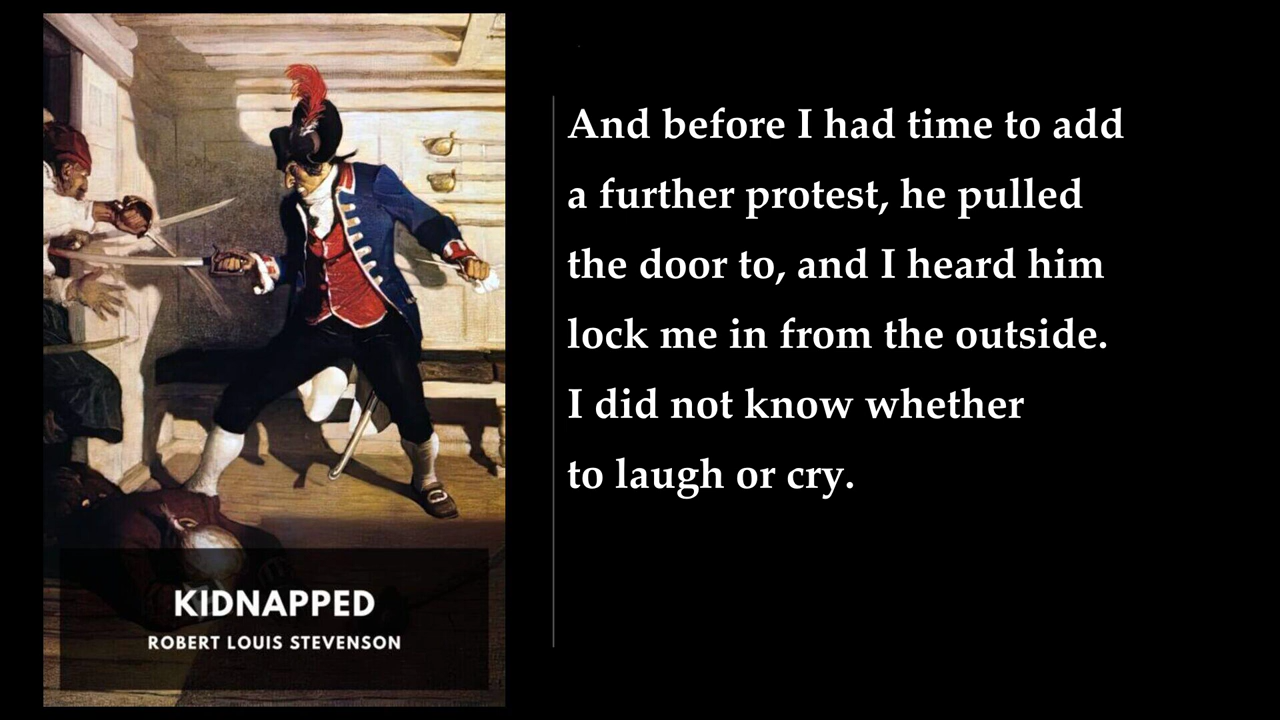 KIDNAPPED
ROBERT LOUIS STEVENSON
And before I had time to add
a further protest, he pulled
the door to, and I heard him
lock me in from the outside.
I did not know whether
to laugh or cry.